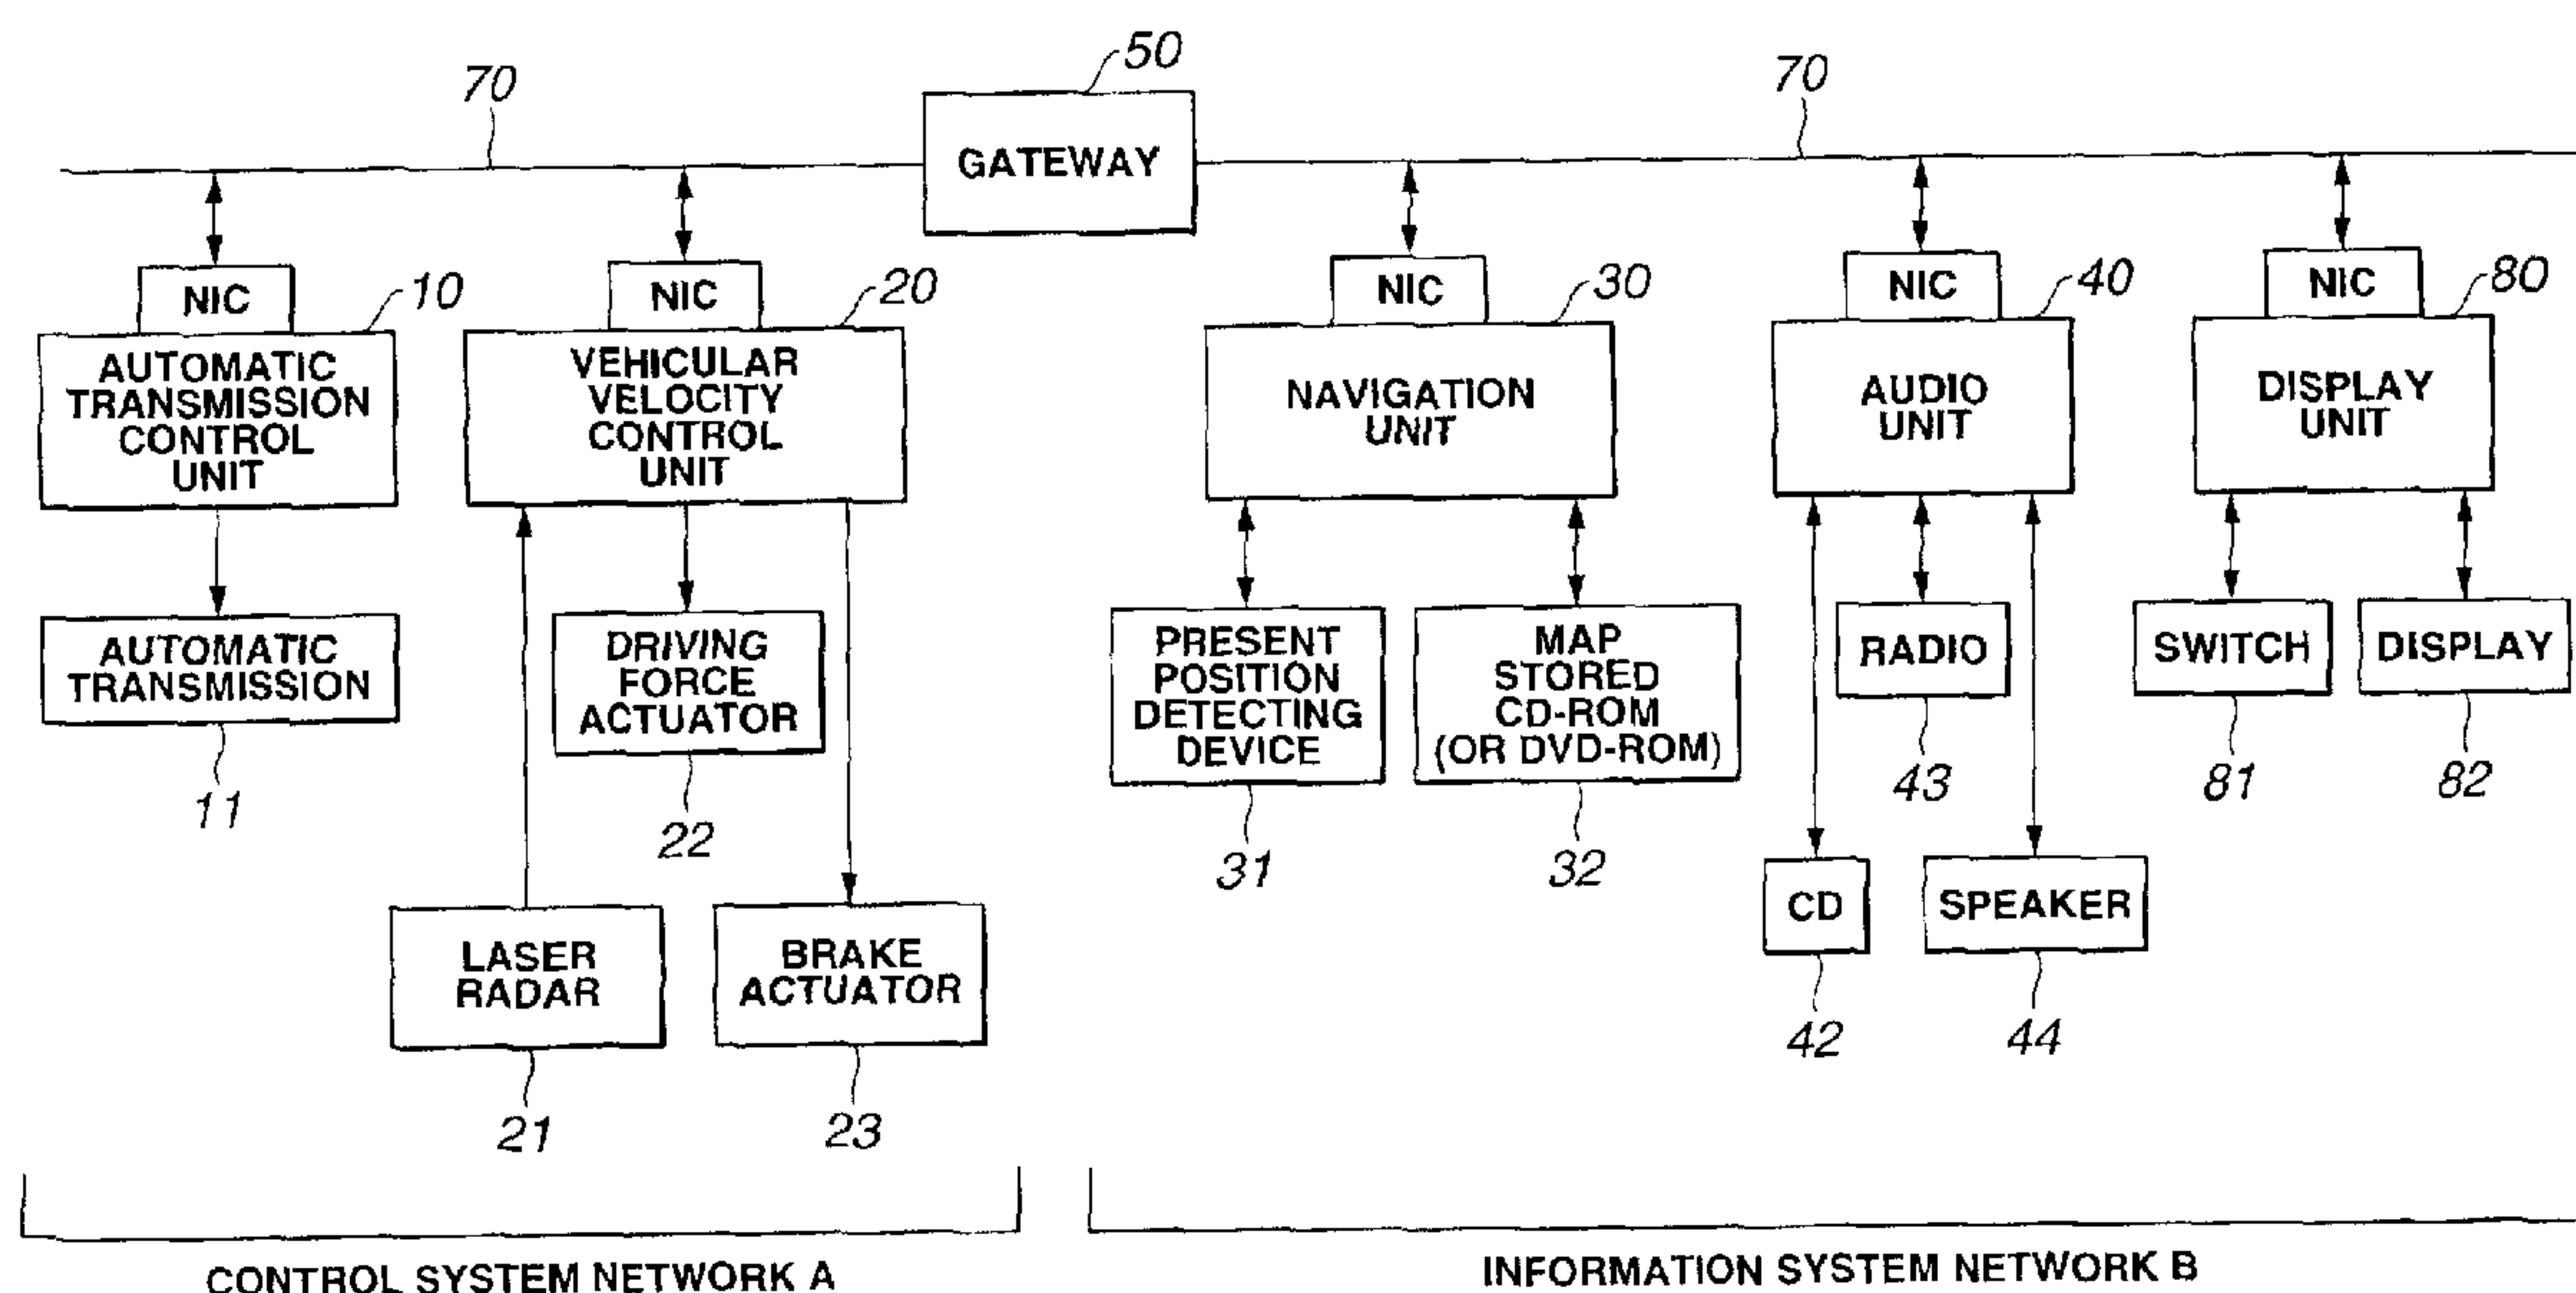 50
70
70
GATEWAY
NIC
10
NIC
20
NIC
30
NIC
40
NIC
80
AUTOMATIC
TRANSMISSION
CONTROL
UNIT
VEHICULAR
VELOCITY
CONTROL
UNIT
NAVIGATION
UNIT
AUDIO
UNIT
DISPLAY
UNIT
AUTOMATIC
TRANSMISSION
11
DRIVING
FORCE
ACTUATOR
22
PRESENT
POSITION
DETECTING
DEVICE
31
MAP
STORED
CD-ROM
(OR DVD-ROM)
32
RADIO
43
SWITCH
81
DISPLAY
82
LASER
RADAR
21
BRAKE
ACTUATOR
23
CD
42
SPEAKER
44
CONTROL SYSTEM NETWORK A
INFORMATION SYSTEM NETWORK B